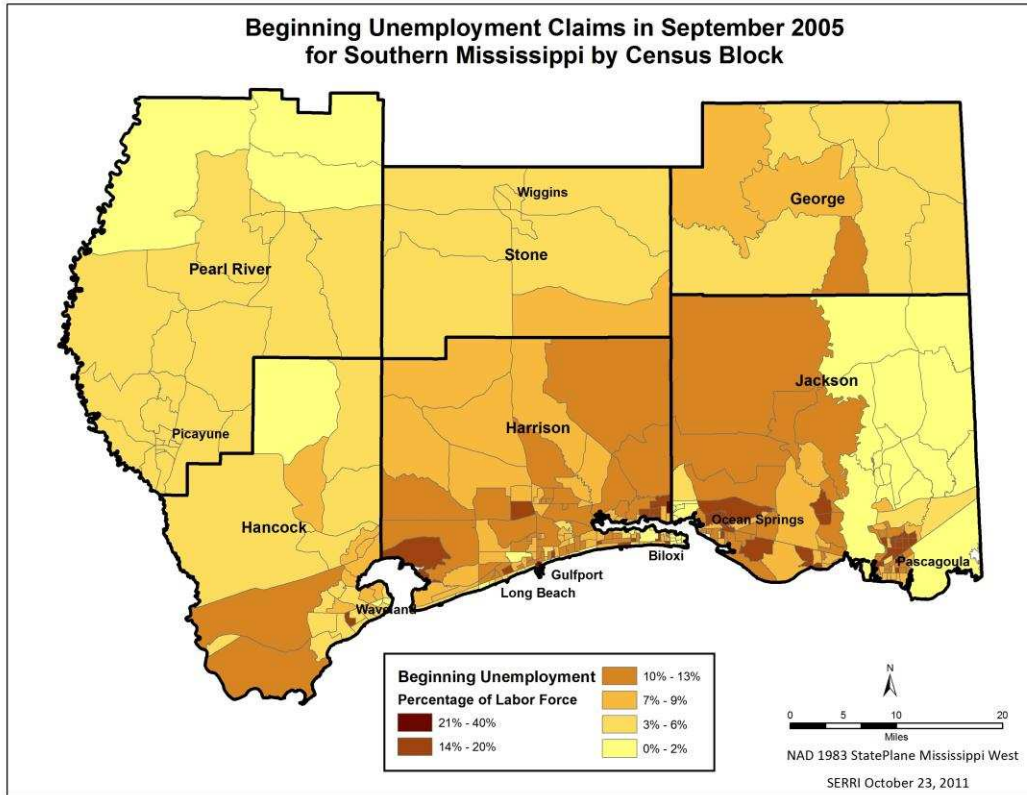 Beginning Unemployment Claims in September 2005
for Southern Mississippi by Census Block
Wiggins
George
Stone
Pearl River
Jackson
Harrison
Picayune
Hancock
Ocean Springs
Biloxi
Pascagoula
Gulfport
Long Beach
Waveland
Beginning Unemployment
Percentage of Labor Force
21% - 40%
14% - 20%
10% - 13%
7% - 9%
3% - 6%
0% - 2%
N
0 5 10 20
Miles
NAD 1983 StatePlane Mississippi West
SERRI October 23, 2011